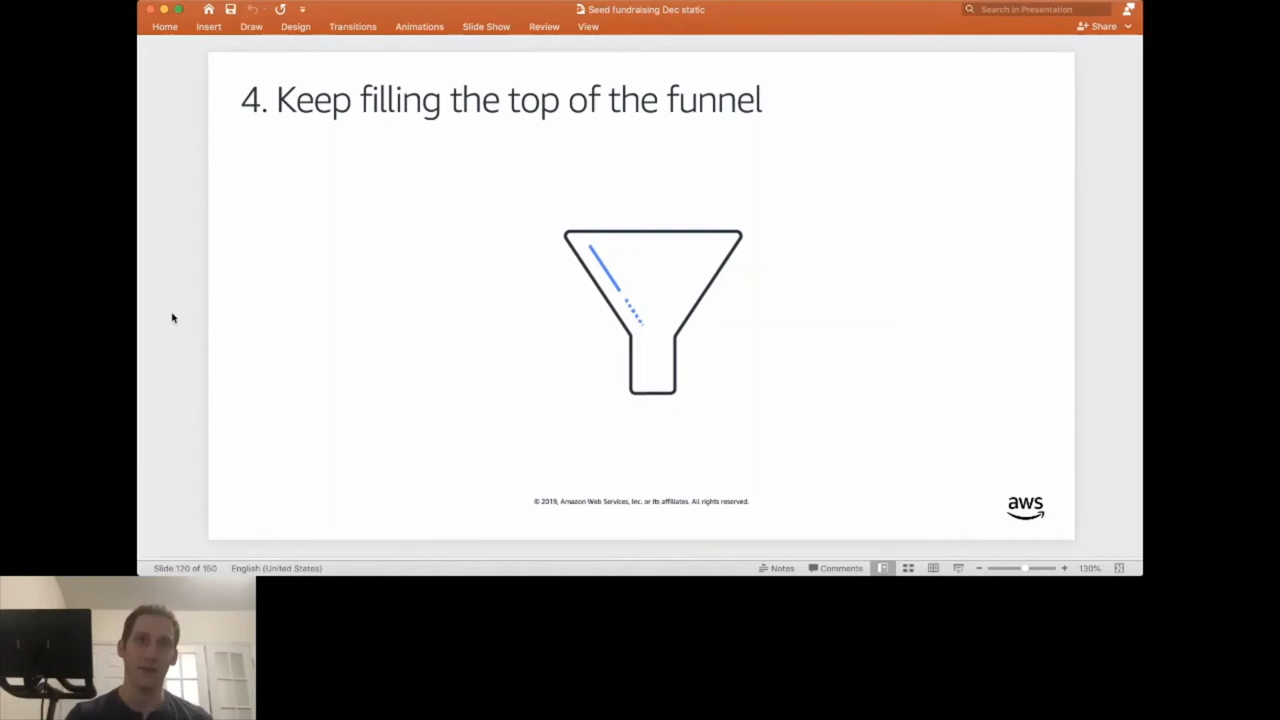 Seed fundraising Dec static
Search in Presentation
Home Insert Draw Design Transitions Animations Slide Show Review View Share
4. Keep filling the top of the funnel
© 2019, Amazon Web Services, Inc. or its affiliates. All rights reserved.
aws
Slide 120 of 150 English (United States) Notes Comments 130%